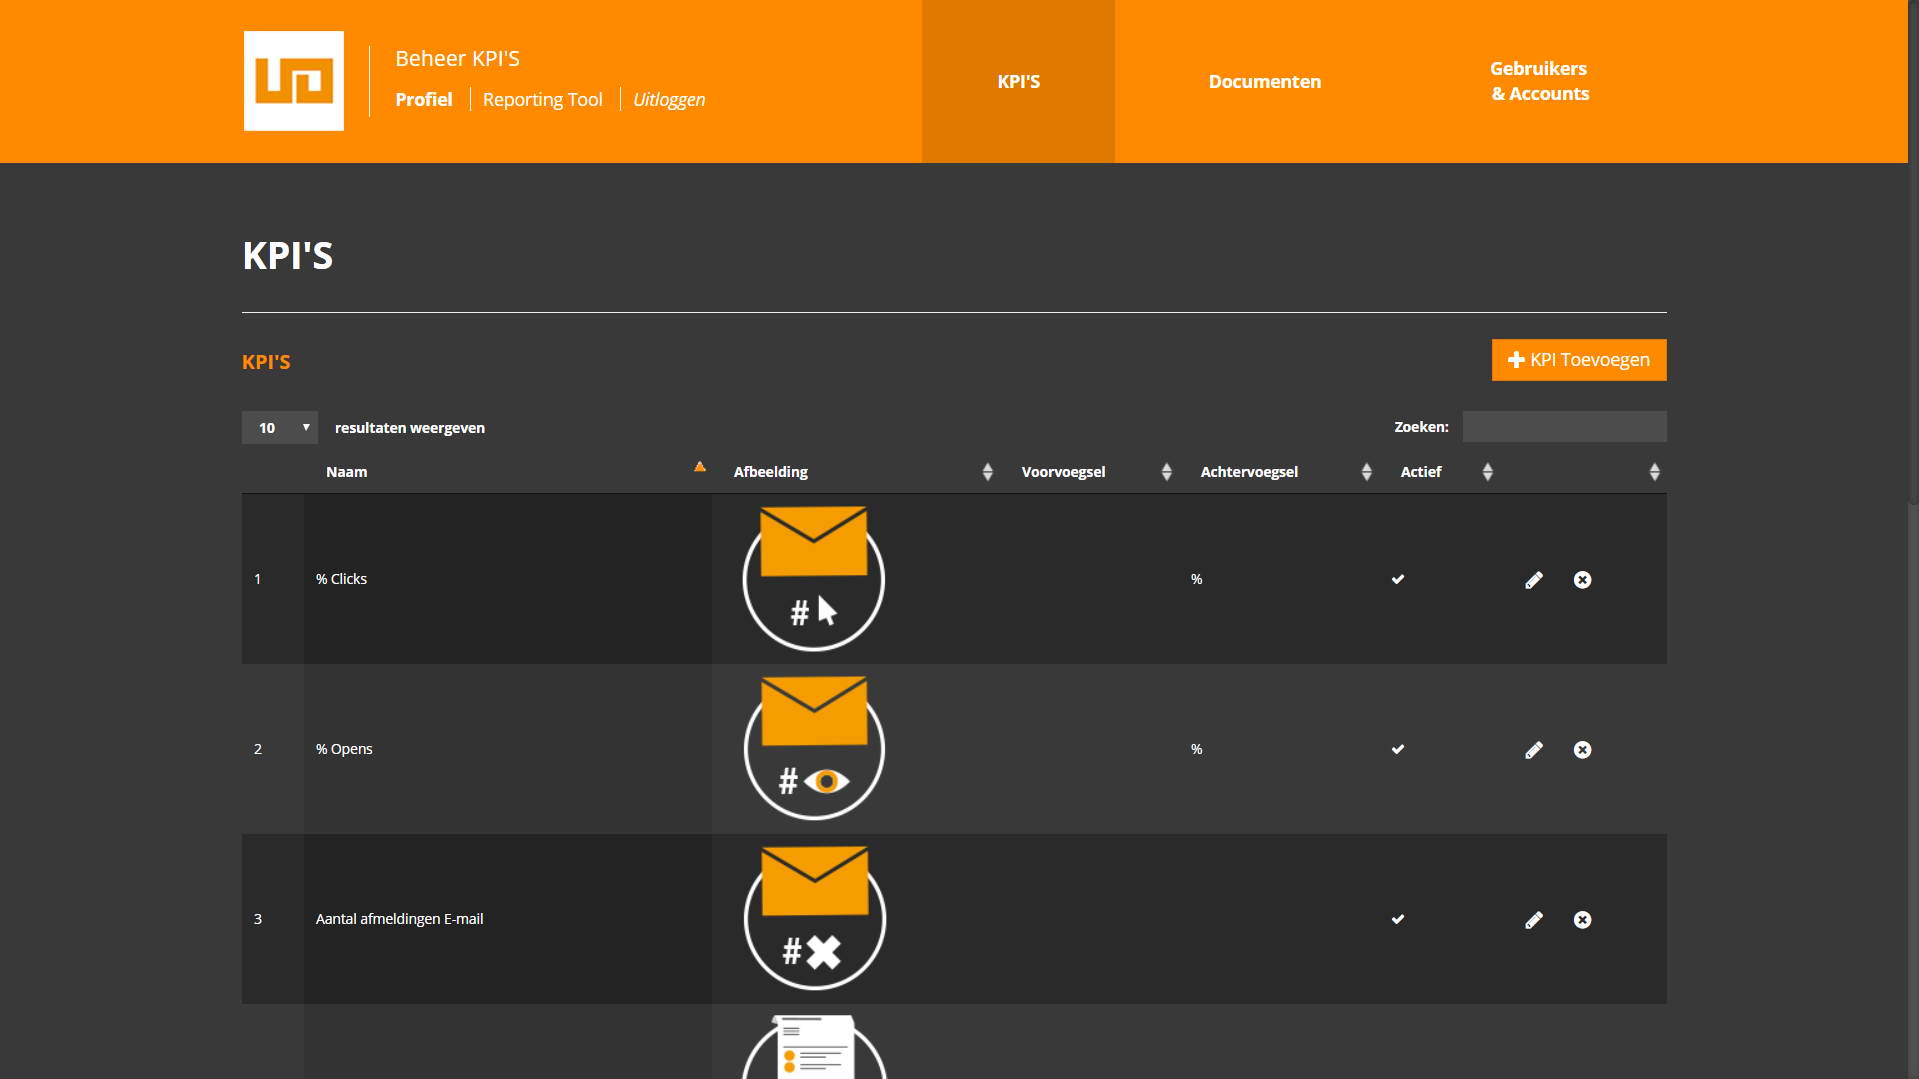 Beheer KPI'S
Profiel Reporting Tool Uitloggen
KPI'S Documenten Gebruikers
& Accounts
KPI'S
KPI'S
KPI Toevoegen
10 resultaten weergeven Zoeken:
Naam Afbeelding Voorvoegsel Achtervoegsel Actief
1 % Clicks # %
2 % Opens # %
3 Aantal afmeldingen E-mail #